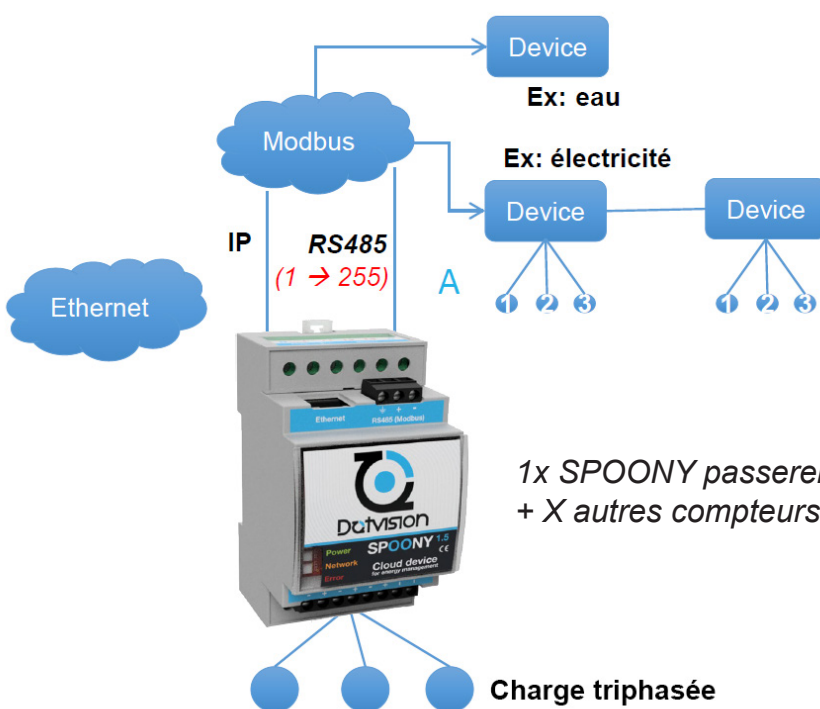 Device
Ex: eau
Modbus
Ex: électricité
Device
Device
IP
RS485
(1 → 255)
A
1 2 3
1 2 3
Ethernet
Ethernet
RS485 (Modbus)
Datvision
SPOONY 1.5
Power
Network
Error
CE
Cloud device
for energy management
1x SPOONY passerel
+ X autres compteurs
Charge triphasée